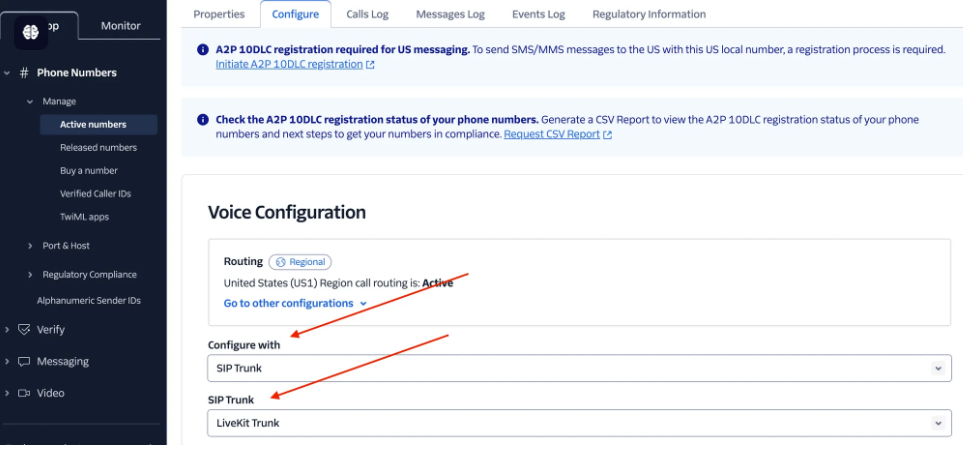 op
Monitor
Properties
Configure
Calls Log
Messages Log
Events Log
Regulatory Information
# Phone Numbers
Manage
Active numbers
Released numbers
Buy a number
Verified Caller IDs
TwiML apps
Port & Host
Regulatory Compliance
Alphanumeric Sender IDs
Verify
Messaging
Video
A2P 10DLC registration required for US messaging. To send SMS/MMS messages to the US with this US local number, a registration process is required.
Initiate A2P 10DLC registration
Check the A2P 10DLC registration status of your phone numbers. Generate a CSV Report to view the A2P 10DLC registration status of your phone
numbers and next steps to get your numbers in compliance. Request CSV Report
Voice Configuration
Routing Regional
United States (US1) Region call routing is: Active
Go to other configurations
Configure with
SIP Trunk
SIP Trunk
LiveKit Trunk